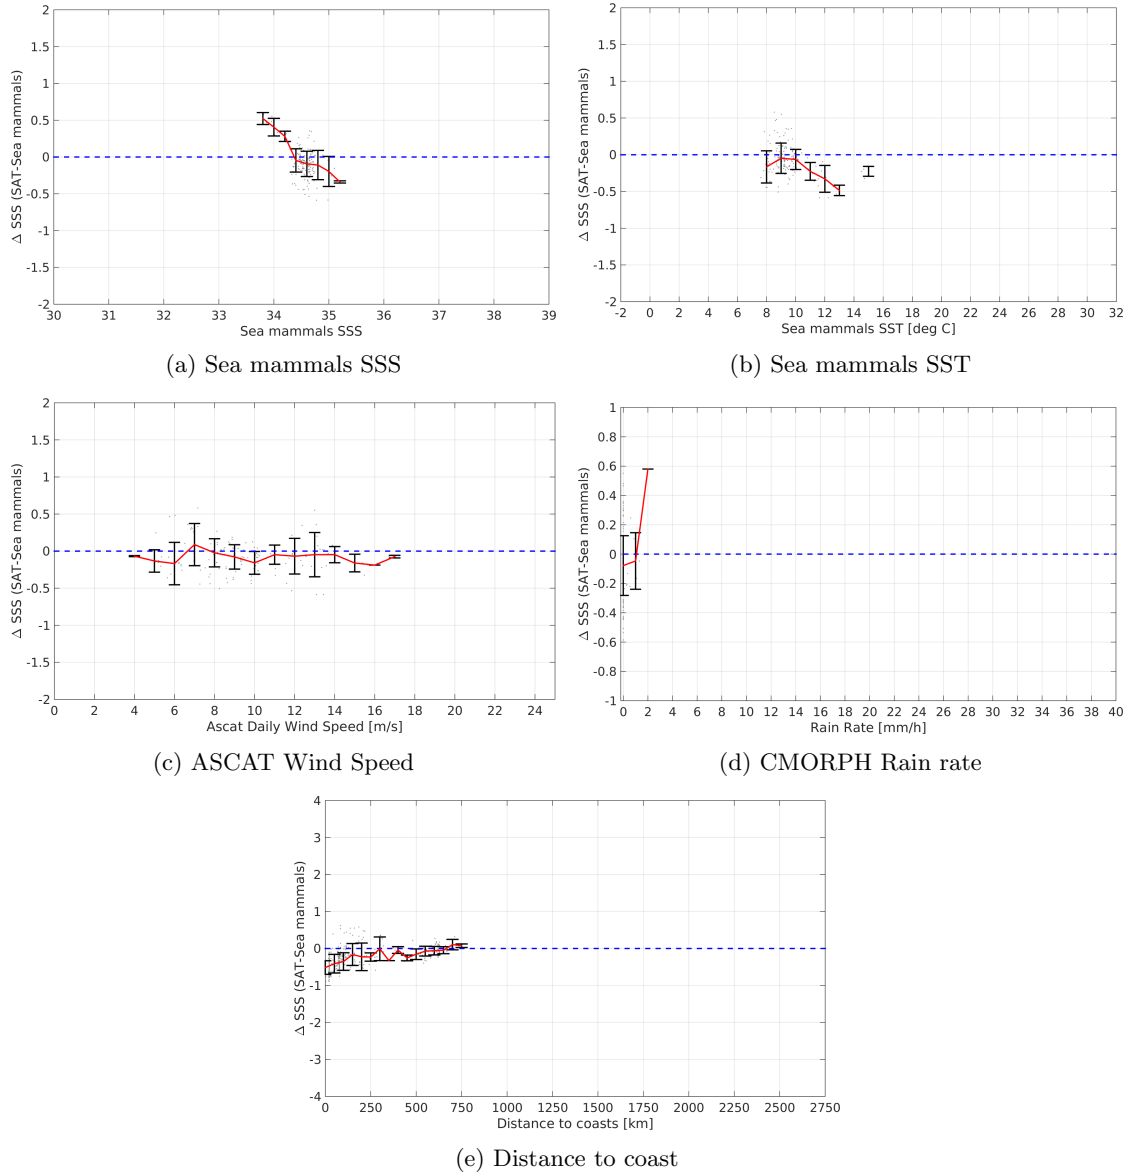 2
1.5
1
0.5
0
-0.5
-1
-1.5
-2
Δ SSS (SAT-Sea mammals)
30 31 32 33 34 35 36 37 38 39
Sea mammals SSS
(a) Sea mammals SSS
2
1.5
1
0.5
0
-0.5
-1
-1.5
-2
Δ SSS (SAT-Sea mammals)
-2 0 2 4 6 8 10 12 14 16 18 20 22 24 26 28 30 32
Sea mammals SST [deg C]
(b) Sea mammals SST
2
1.5
1
0.5
0
-0.5
-1
-1.5
-2
Δ SSS (SAT-Sea mammals)
0 2 4 6 8 10 12 14 16 18 20 22 24
Ascat Daily Wind Speed [m/s]
(c) ASCAT Wind Speed
1
0.8
0.6
0.4
0.2
0
-0.2
-0.4
-0.6
-0.8
-1
Δ SSS (SAT-Sea mammals)
0 2 4 6 8 10 12 14 16 18 20 22 24 26 28 30 32 34 36 38 40
Rain Rate [mm/h]
(d) CMORPH Rain rate
4
3
2
1
0
-1
-2
-3
-4
Δ SSS (SAT-Sea mammals)
0 250 500 750 1000 1250 1500 1750 2000 2250 2500 2750
Distance to coasts [km]
(e) Distance to coast